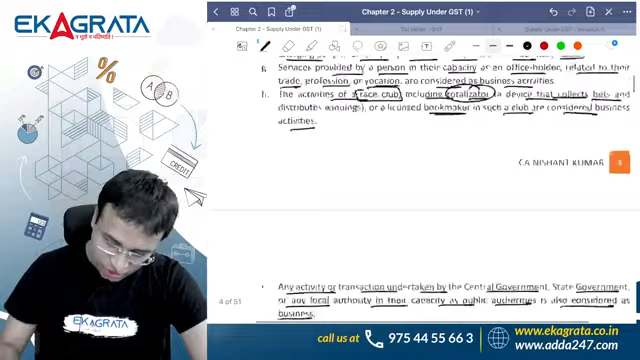 EKAGRATA
Chapter 2 - Supply Under GST (1)
Chapter 2 - Supply Under GST (1)
Services provided by a person in their capacity as an office-holder, related to their
trade, profession, or vocation, are considered as business activities.
h. The activities of a race club, including totalizator (a device that collects bets and
distributes winnings), or a licensed bookmaker in such a club are considered business
activities.
CA NISHANT KUMAR
A
B
%
CREDIT
EKAGRATA
4 of 51
Any activity or transaction undertaken by the Central Government, State Government,
or any local authority in their capacity as public authorities is also considered as
business.
call us at
975 44 55 66 3
www.ekagrata.co.in
www.adda247.com